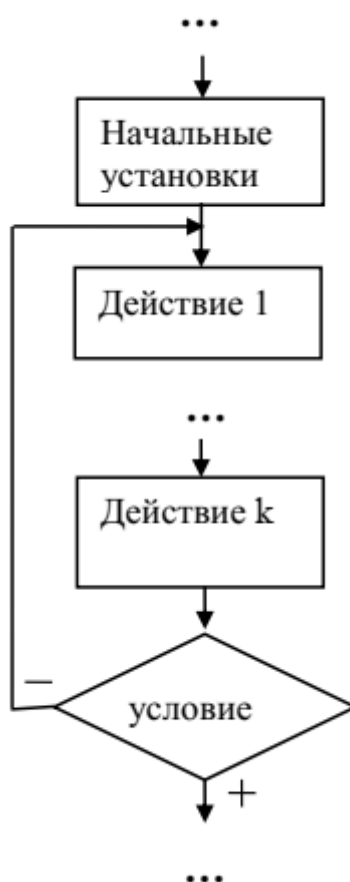 ...
Начальные
установки
Действие 1
...
Действие k
−
условие
+
...